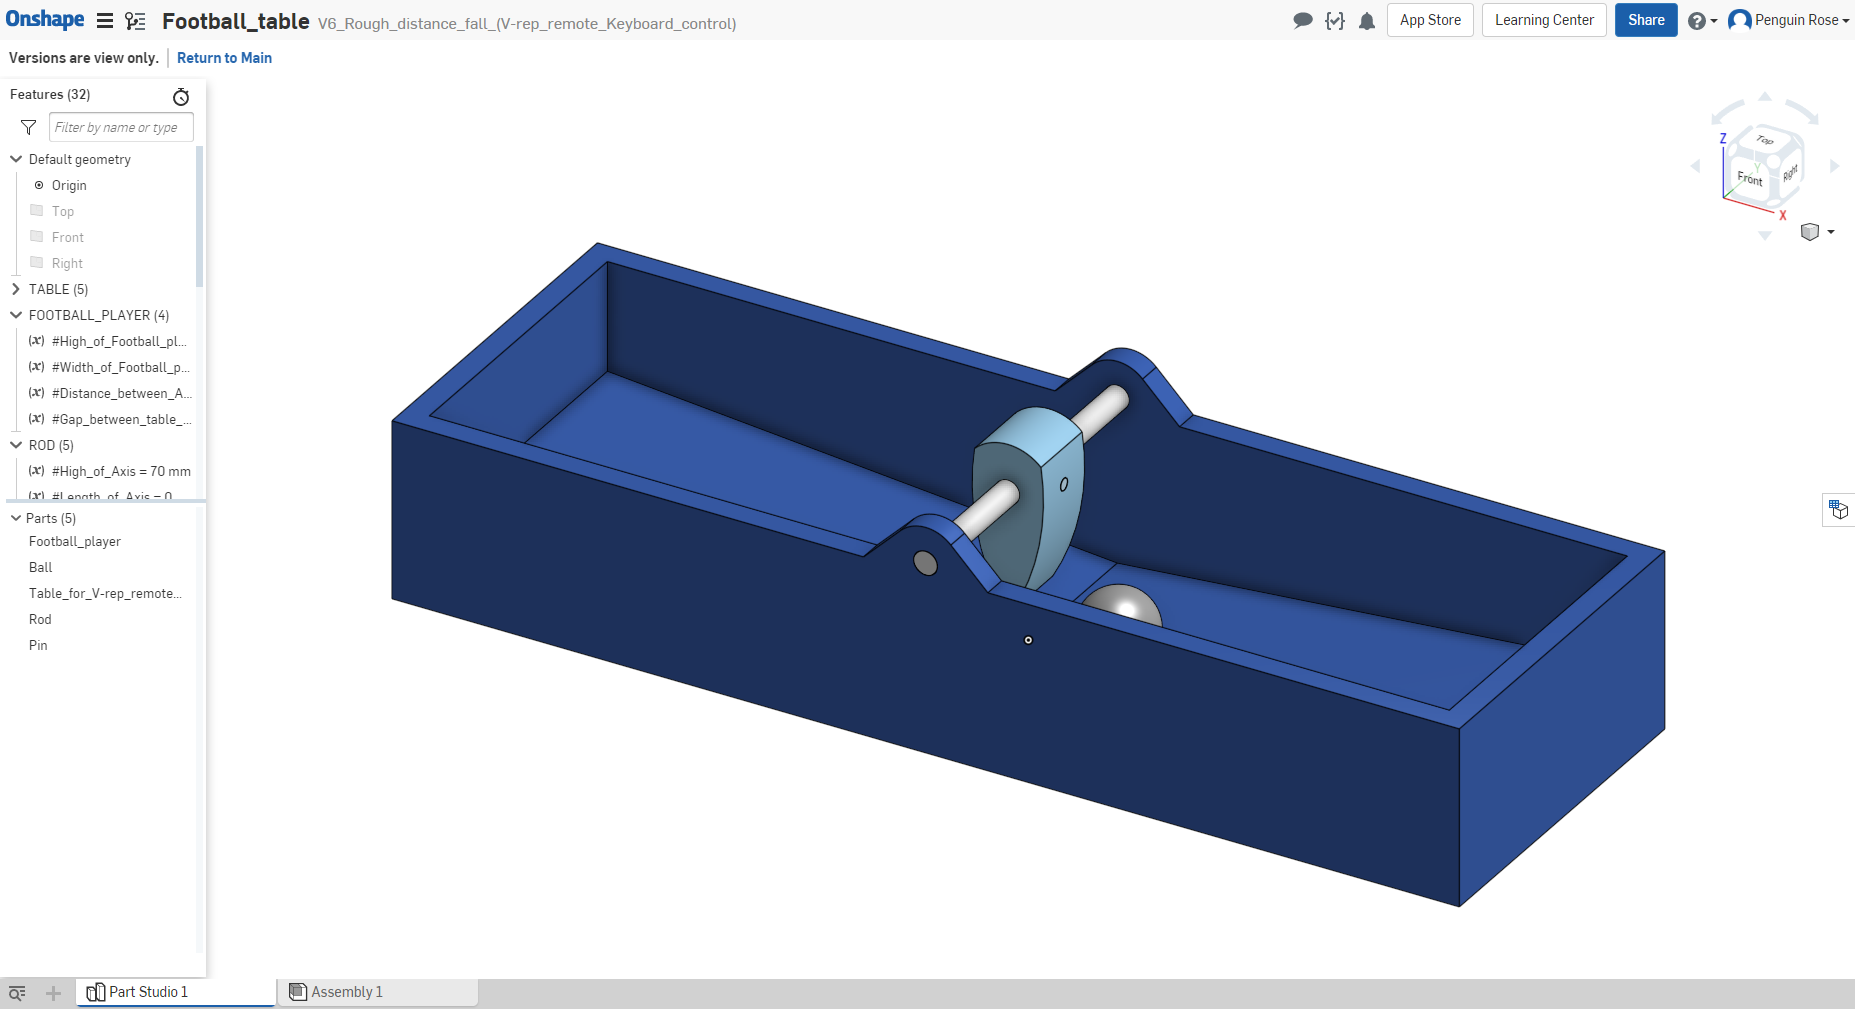 Onshape Football_table V6_Rough_distance_fall_(V-rep_remote_Keyboard_control) App Store Learning Center Share Penguin Rose
Versions are view only. Return to Main
Features (32)
Filter by name or type
Default geometry
Origin
Top
Front
Right
TABLE (5)
FOOTBALL_PLAYER (4)
(x) #High_of_Football_pl...
(x) #Width_of_Football_p...
(x) #Distance_between_A...
(x) #Gap_between_table_...
ROD (5)
(x) #High_of_Axis = 70 mm
(x) #Length_of_Axis = 0
Parts (5)
Football_player
Ball
Table_for_V-rep_remote...
Rod
Pin
Z
Top
Y
Front
Right
X
Part Studio 1
Assembly 1